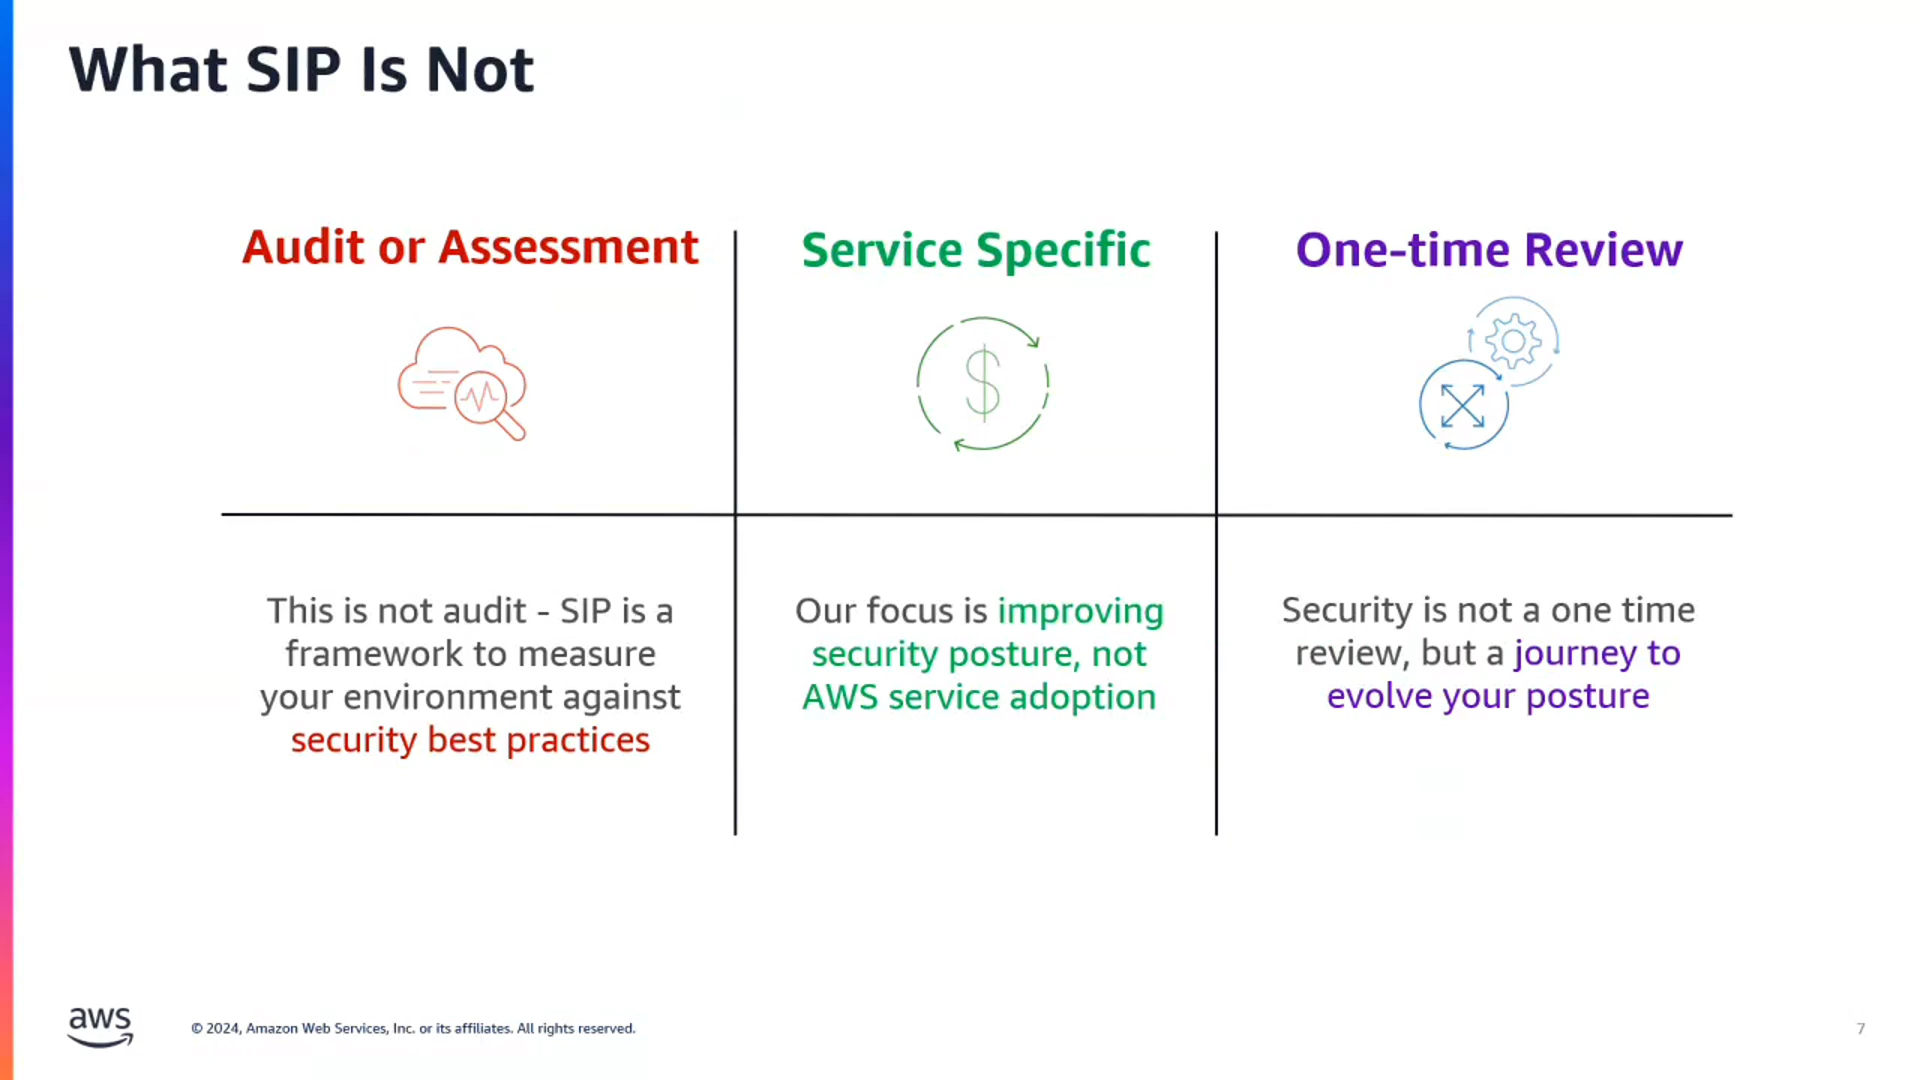 What SIP Is Not
Audit or Assessment
Service Specific
One-time Review
$
This is not audit - SIP is a
framework to measure
your environment against
security best practices
Our focus is improving
security posture, not
AWS service adoption
Security is not a one time
review, but a journey to
evolve your posture
aws
© 2024, Amazon Web Services, Inc. or its affiliates. All rights reserved.
7